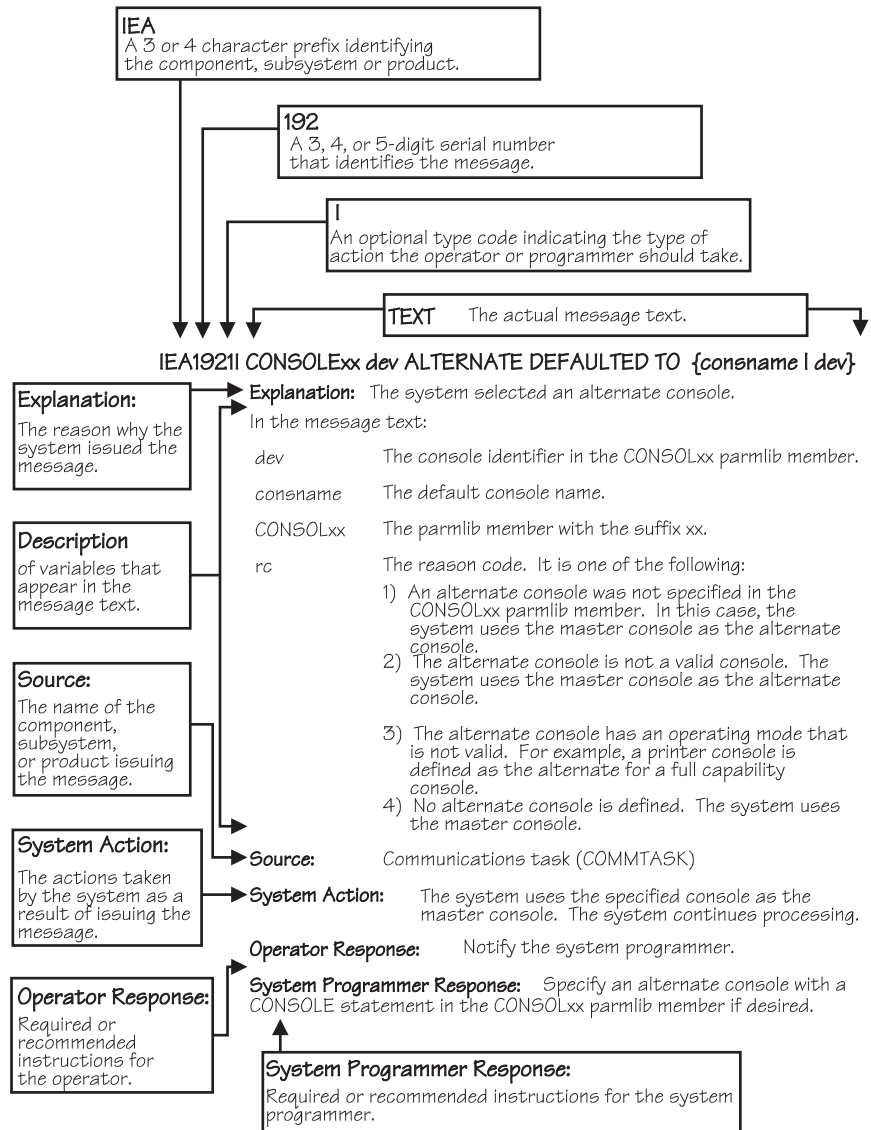 IEA
A 3 or 4 character prefix identifying
the component, subsystem or product.
192
A 3, 4, or 5-digit serial number
that identifies the message.
I
An optional type code indicating the type of
action the operator or programmer should take.
TEXT The actual message text.
IEA192I I CONSOLExx dev ALTERNATE DEFAULTED TO {consname | dev}
Explanation:
The reason why the
system issued the
message.
Explanation: The system selected an alternate console.
In the message text:
dev The console identifier in the CONSOLxx parmlib member.
consname The default console name.
CONSOLxx The parmlib member with the suffix xx.
rc The reason code. It is one of the following:
1) An alternate console was not specified in the
CONSOLxx parmlib member. In this case, the
system uses the master console as the alternate
console.
2) The alternate console is not a valid console. The
system uses the master console as the alternate
console.
3) The alternate console has an operating mode that
is not valid. For example, a printer console is
defined as the alternate for a full capability
console.
4) No alternate console is defined. The system uses
the master console.
Description
of variables that
appear in the
message text.
Source:
The name of the
component,
subsystem,
or product issuing
the message.
Source: Communications task (COMMTASK)
System Action:
The actions taken
by the system as a
result of issuing the
message.
System Action: The system uses the specified console as the
master console. The system continues processing.
Operator Response: Notify the system programmer.
Operator Response:
Required or
recommended
instructions for
the operator.
System Programmer Response: Specify an alternate console with a
CONSOLE statement in the CONSOLxx parmlib member if desired.
System Programmer Response:
Required or recommended instructions for the system
programmer.